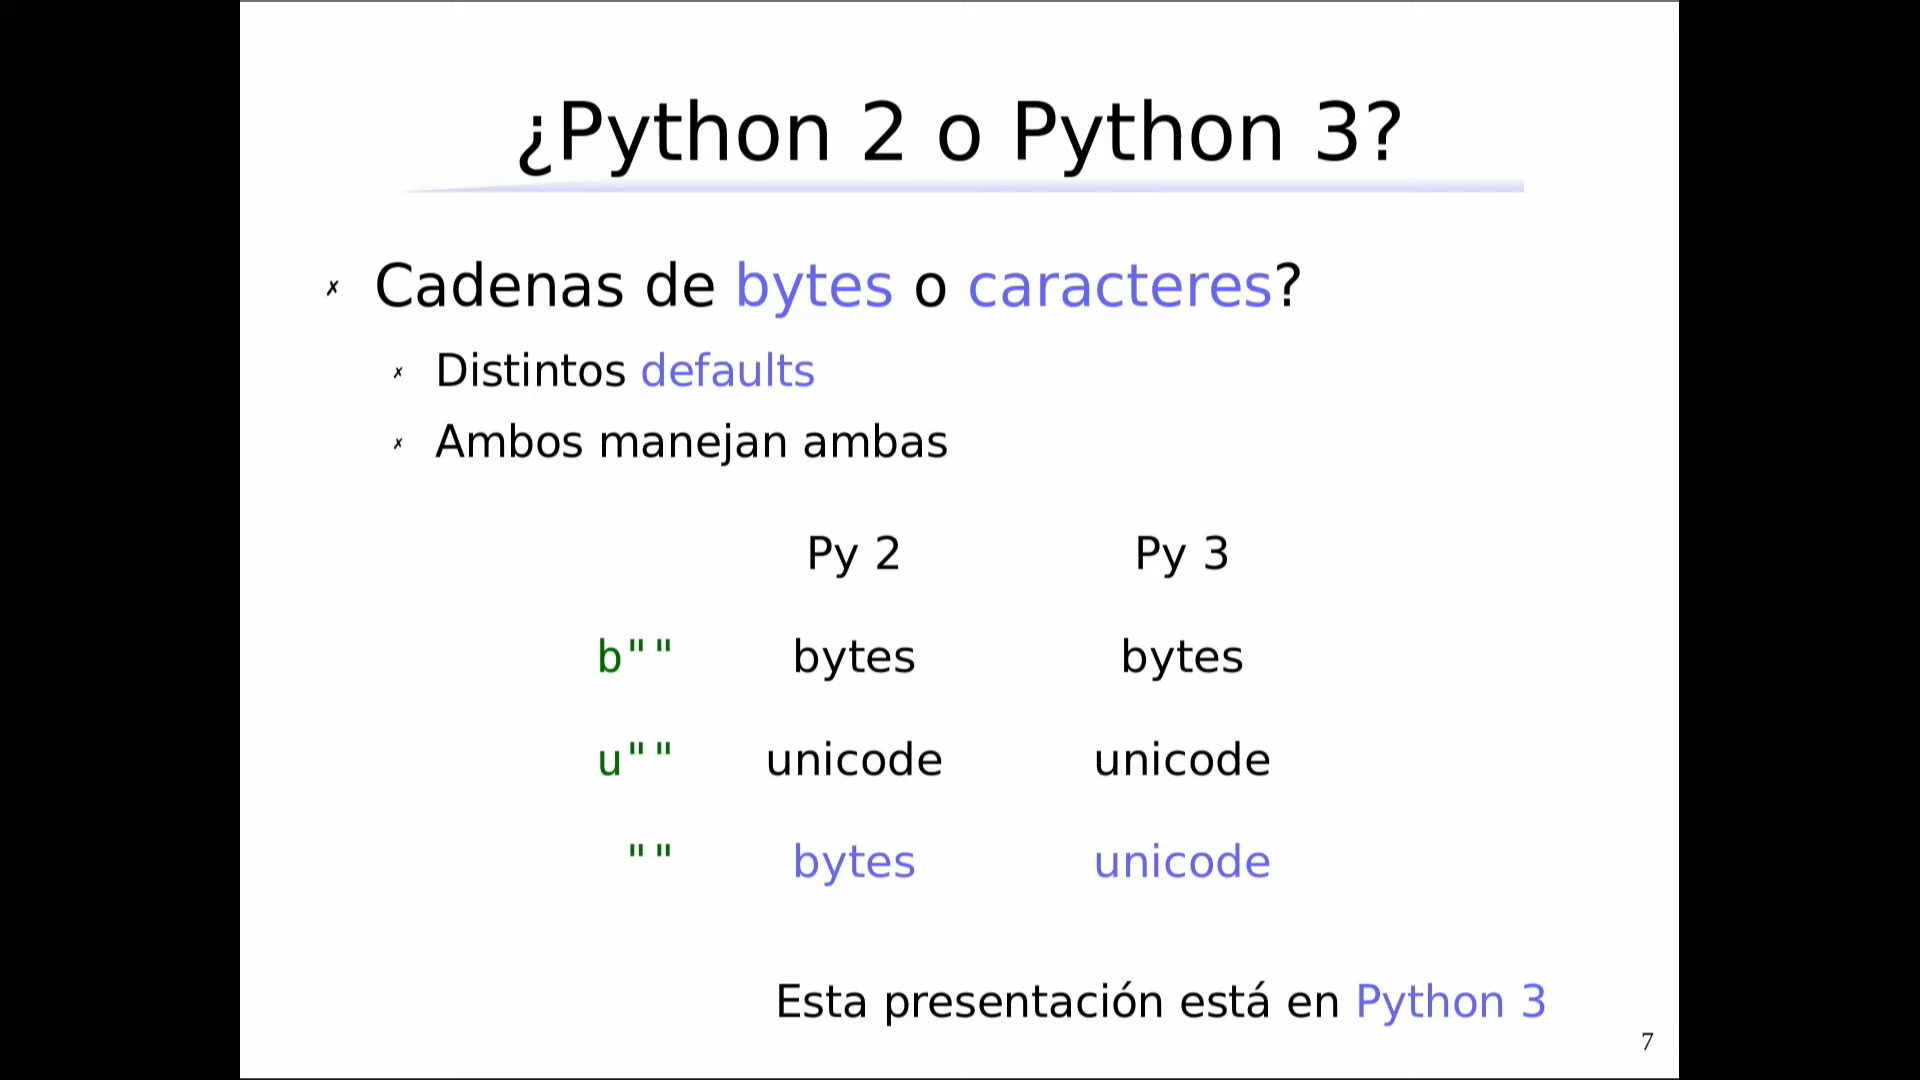 ¿Python 2 o Python 3?
✗ Cadenas de bytes o caracteres?
✗ Distintos defaults
✗ Ambos manejan ambas
Py 2 Py 3
b"" bytes bytes
u"" unicode unicode
"" bytes unicode
Esta presentación está en Python 3
7